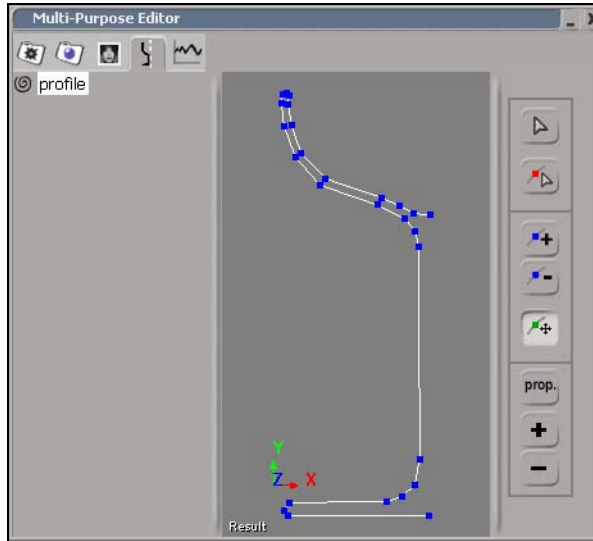 Multi-Purpose Editor
profile
prop.
Y
Z X
Result